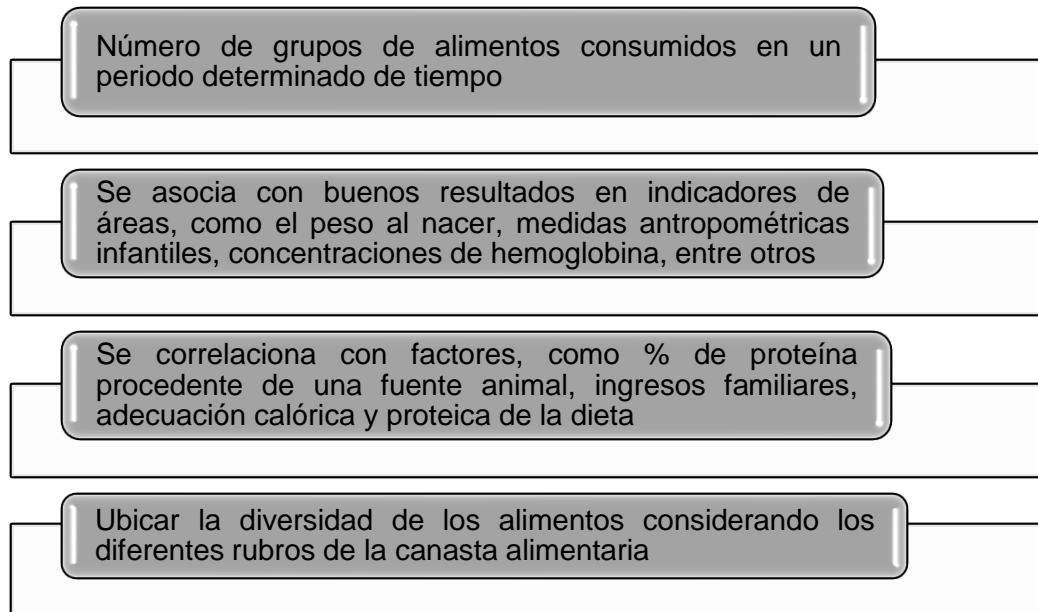 Número de grupos de alimentos consumidos en un
periodo determinado de tiempo
Se asocia con buenos resultados en indicadores de
áreas, como el peso al nacer, medidas antropométricas
infantiles, concentraciones de hemoglobina, entre otros
Se correlaciona con factores, como % de proteína
procedente de una fuente animal, ingresos familiares,
adecuación calórica y proteica de la dieta
Ubicar la diversidad de los alimentos considerando los
diferentes rubros de la canasta alimentaria